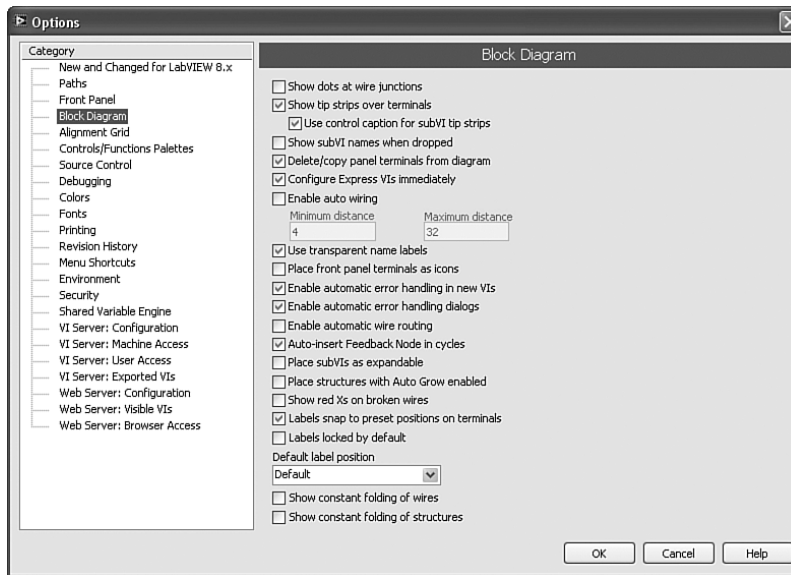 Options
Category
New and Changed for LabVIEW 8.x
Paths
Front Panel
Block Diagram
Alignment Grid
Controls/Functions Palettes
Source Control
Debugging
Colors
Fonts
Printing
Revision History
Menu Shortcuts
Environment
Security
Shared Variable Engine
VI Server: Configuration
VI Server: Machine Access
VI Server: User Access
VI Server: Exported VIs
Web Server: Configuration
Web Server: Visible VIs
Web Server: Browser Access
Block Diagram
Show dots at wire junctions
Show tip strips over terminals
Use control caption for subVI tip strips
Show subVI names when dropped
Delete/copy panel terminals from diagram
Configure Express VIs immediately
Enable auto wiring
Minimum distance Maximum distance
4 32
Use transparent name labels
Place front panel terminals as icons
Enable automatic error handling in new VIs
Enable automatic error handling dialogs
Enable automatic wire routing
Auto-insert Feedback Node in cycles
Place subVIs as expandable
Place structures with Auto Grow enabled
Show red Xs on broken wires
Labels snap to preset positions on terminals
Labels locked by default
Default label position
Default
Show constant folding of wires
Show constant folding of structures
OK Cancel Help